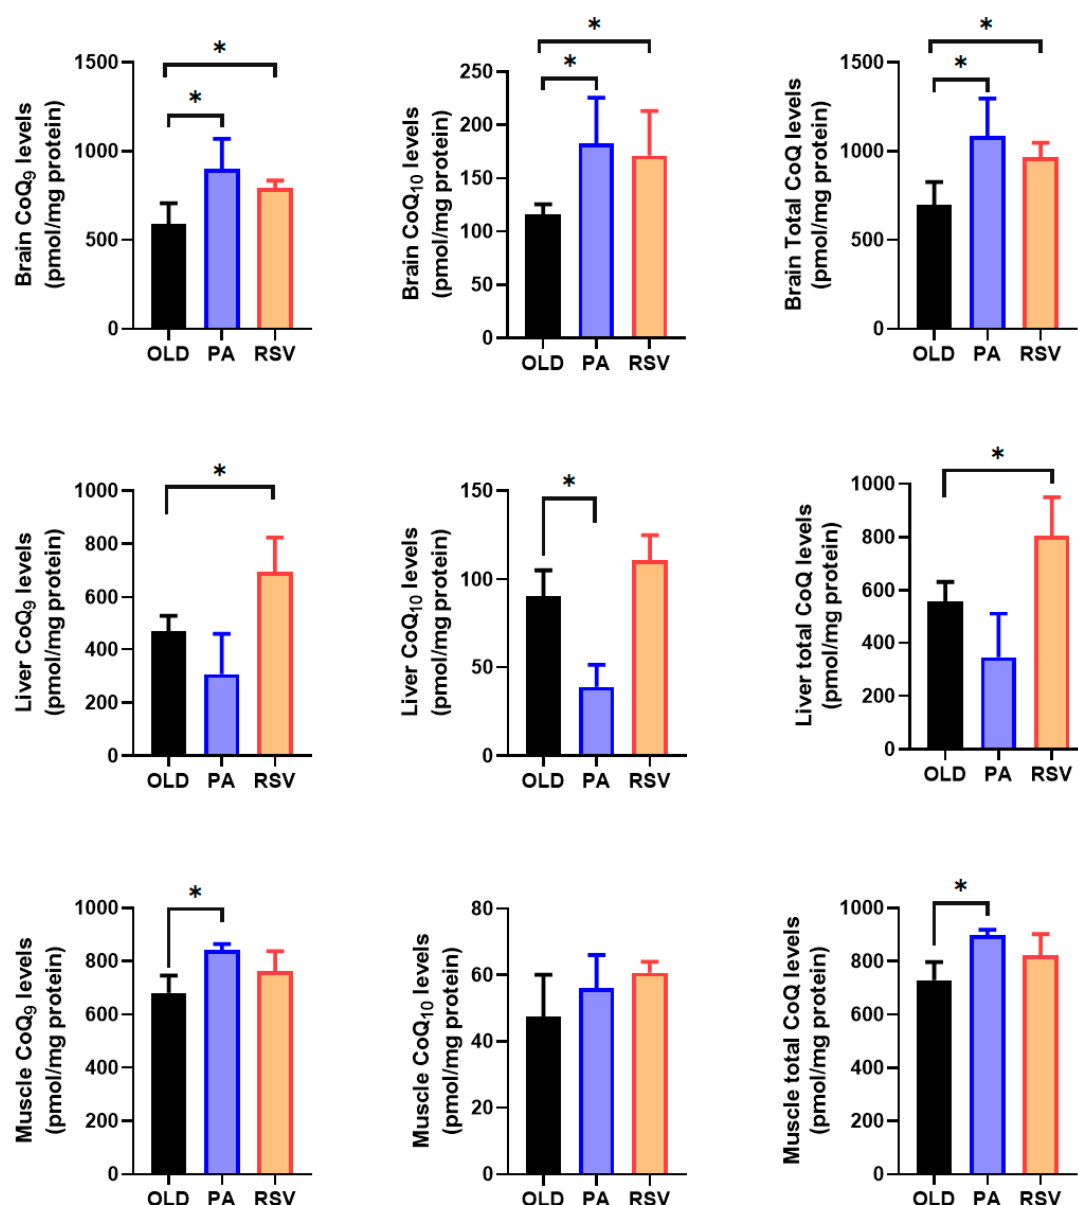 *
*
1500
1000
500
0
Brain CoQ₉ levels
(pmol/mg protein)
OLD PA RSV
*
*
250
200
150
100
50
0
Brain CoQ₁₀ levels
(pmol/mg protein)
OLD PA RSV
*
*
1500
1000
500
0
Brain Total CoQ levels
(pmol/mg protein)
OLD PA RSV
*
1000
800
600
400
200
0
Liver CoQ₉ levels
(pmol/mg protein)
OLD PA RSV
*
150
100
50
0
Liver CoQ₁₀ levels
(pmol/mg protein)
OLD PA RSV
*
1000
800
600
400
200
0
Liver total CoQ levels
(pmol/mg protein)
OLD PA RSV
*
1000
800
600
400
200
0
Muscle CoQ₉ levels
(pmol/mg protein)
OLD PA RSV
80
60
40
20
0
Muscle CoQ₁₀ levels
(pmol/mg protein)
OLD PA RSV
*
1000
800
600
400
200
0
Muscle total CoQ levels
(pmol/mg protein)
OLD PA RSV